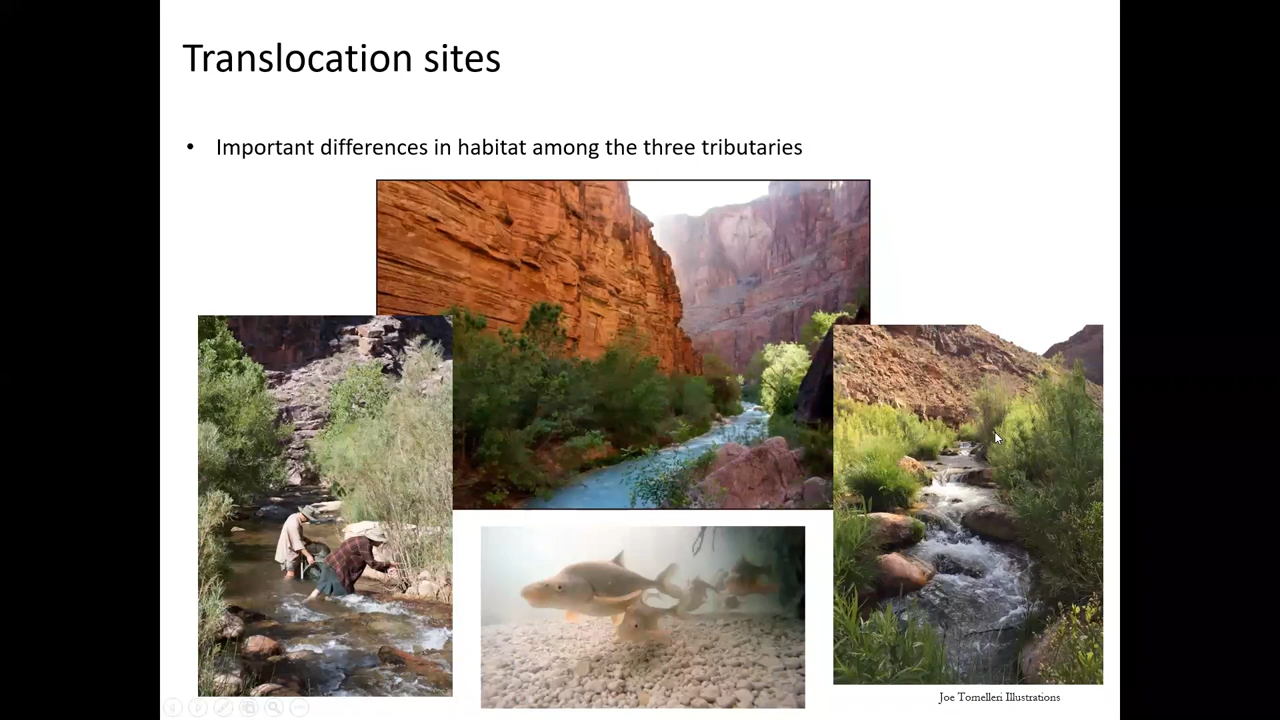 Translocation sites
• Important differences in habitat among the three tributaries
Joe Tomelleri Illustrations